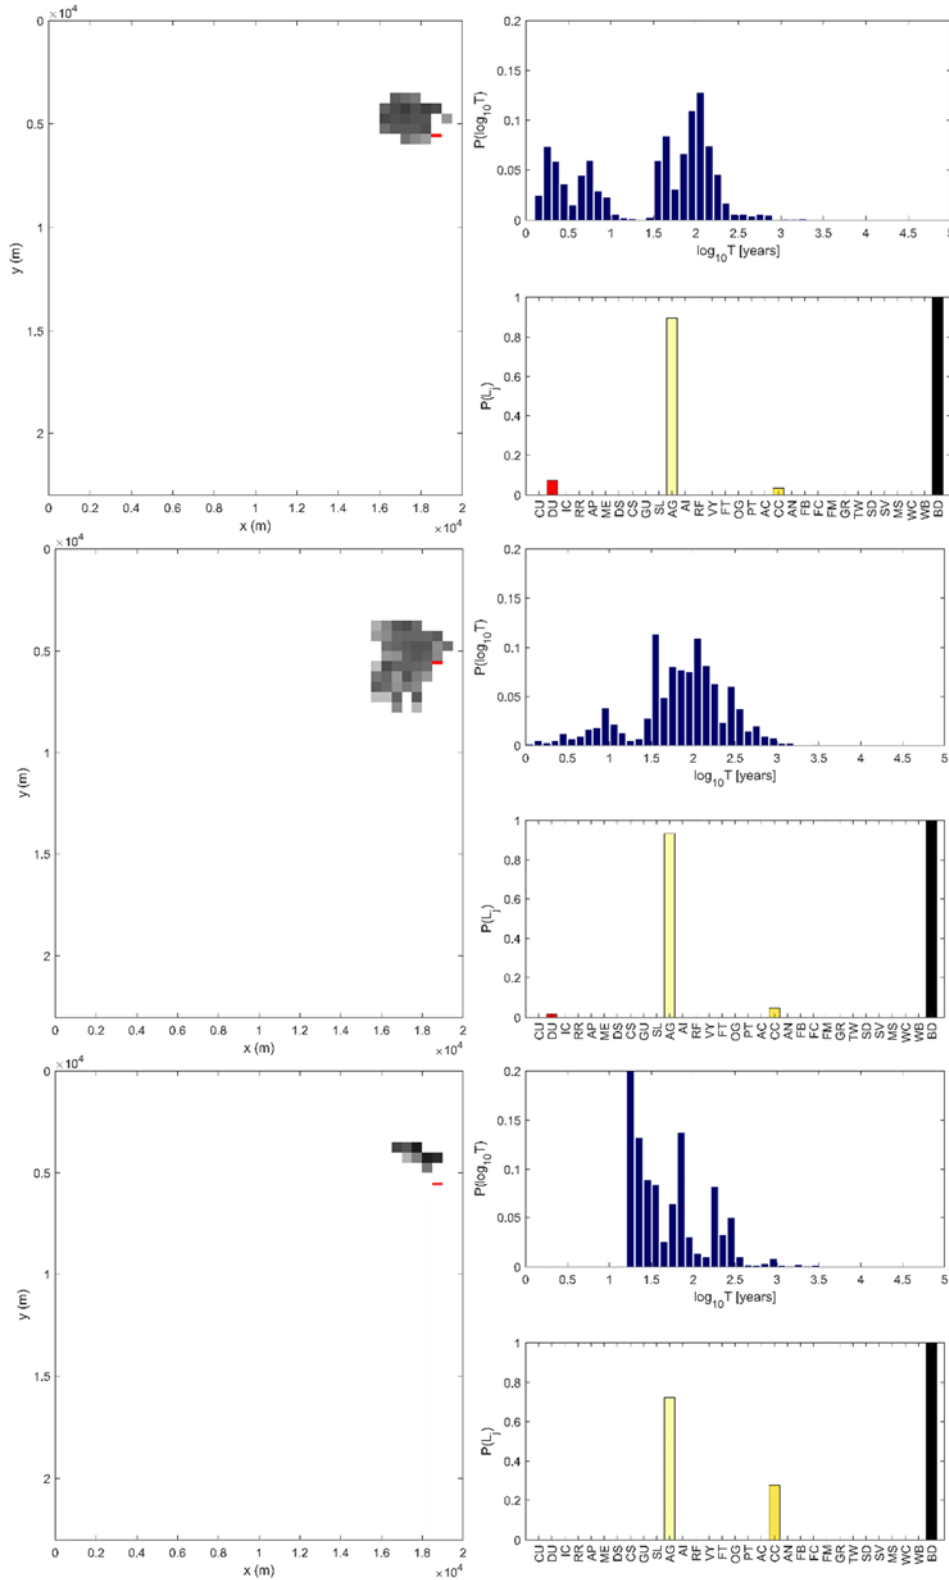 ×10⁴
0
0.5
1
1.5
2
y (m)
0 0.2 0.4 0.6 0.8 1 1.2 1.4 1.6 1.8 2
x (m)
×10⁴
0.2
0.15
0.1
0.05
0
P(log₁₀T)
0 0.5 1 1.5 2 2.5 3 3.5 4 4.5 5
log₁₀T [years]
1
0.8
0.6
0.4
0.2
0
P(Lⱼ)
CU DU IC RR AP ME DS CS GU SL AG AI RF VY FT OG PT AC CC AN FB FC FM GR TW SD SV MS WC WB BD
×10⁴
0
0.5
1
1.5
2
y (m)
0 0.2 0.4 0.6 0.8 1 1.2 1.4 1.6 1.8 2
x (m)
×10⁴
0.2
0.15
0.1
0.05
0
P(log₁₀T)
0 0.5 1 1.5 2 2.5 3 3.5 4 4.5 5
log₁₀T [years]
1
0.8
0.6
0.4
0.2
0
P(Lⱼ)
CU DU IC RR AP ME DS CS GU SL AG AI RF VY FT OG PT AC CC AN FB FC FM GR TW SD SV MS WC WB BD
×10⁴
0
0.5
1
1.5
2
y (m)
0 0.2 0.4 0.6 0.8 1 1.2 1.4 1.6 1.8 2
x (m)
×10⁴
0.2
0.15
0.1
0.05
0
P(log₁₀T)
0 0.5 1 1.5 2 2.5 3 3.5 4 4.5 5
log₁₀T [years]
1
0.8
0.6
0.4
0.2
0
P(Lⱼ)
CU DU IC RR AP ME DS CS GU SL AG AI RF VY FT OG PT AC CC AN FB FC FM GR TW SD SV MS WC WB BD